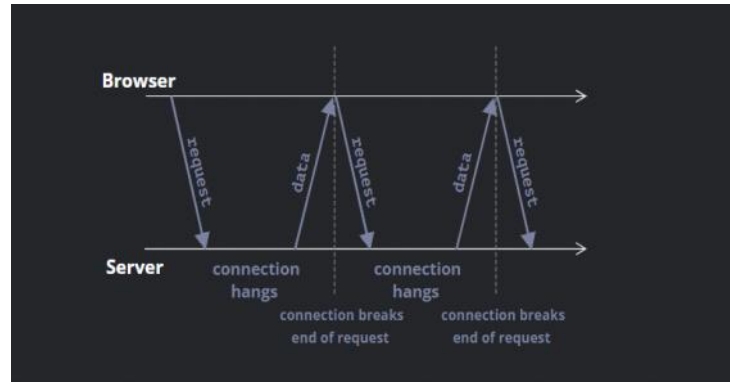 Browser
request
data
request
data
request
Server
connection
hangs
connection
hangs
connection breaks
end of request
connection breaks
end of request